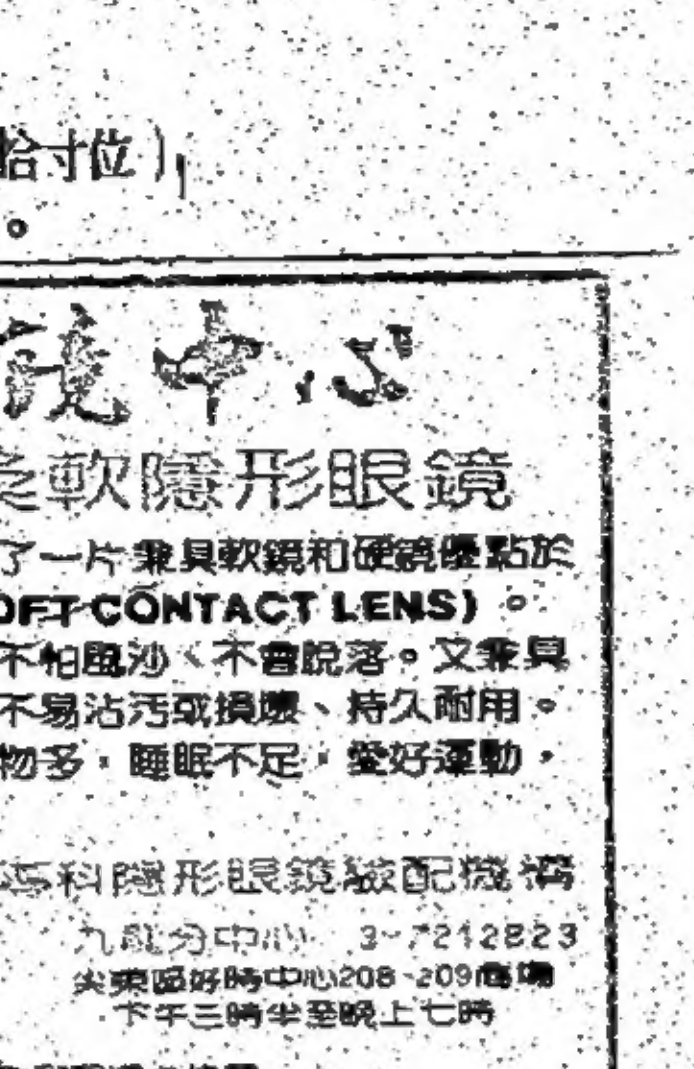 恰寸位)
。
鏡中心
柔軟隱形眼鏡
了一片兼具軟鏡和硬鏡優點於
OFT CONTACT LENS)。
不怕風沙、不會脫落。又兼具
不易沾污或損壞、持久耐用。
物多,睡眠不足,愛好運動,
專科隱形眼鏡驗配機構
九龍分中心 3-7212823
尖東區好時中心208-209商場
下午三時半至晚上七時